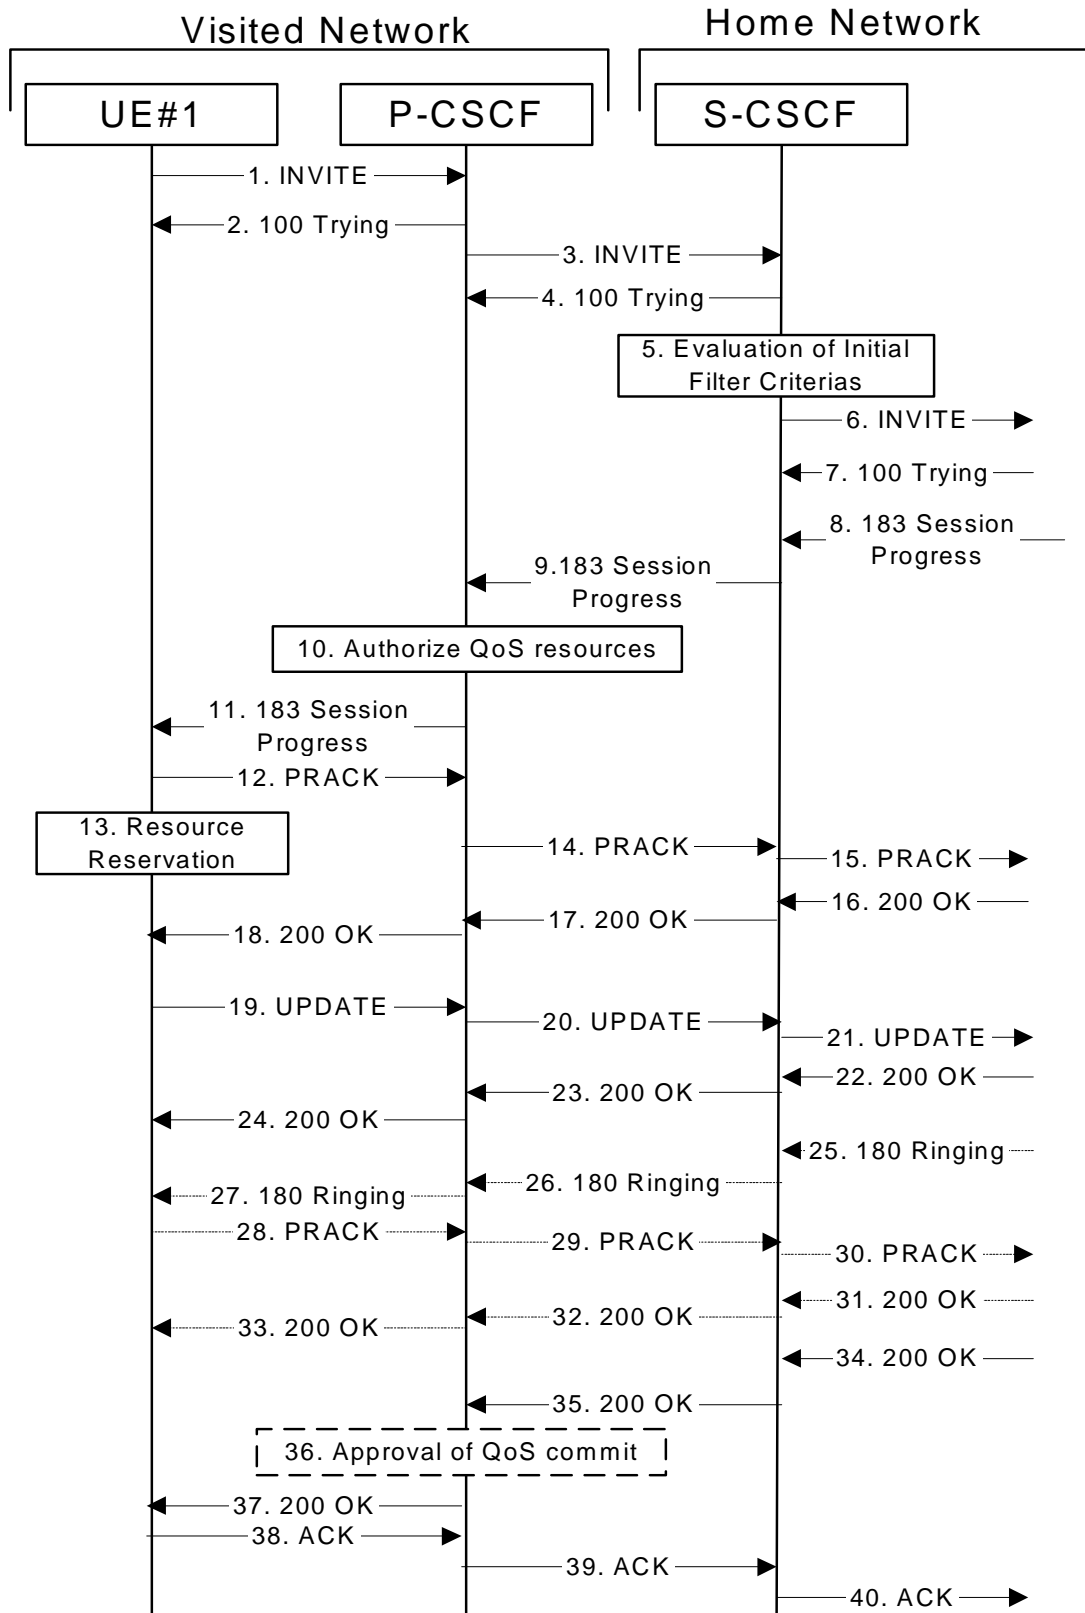 Visited Network
Home Network
UE#1
P-CSCF
S-CSCF
1. INVITE
2. 100 Trying
3. INVITE
4. 100 Trying
5. Evaluation of Initial
Filter Criterias
6. INVITE
7. 100 Trying
8. 183 Session
Progress
9.183 Session
Progress
10. Authorize QoS resources
11. 183 Session
Progress
12. PRACK
13. Resource
Reservation
14. PRACK
15. PRACK
16. 200 OK
17. 200 OK
18. 200 OK
19. UPDATE
20. UPDATE
21. UPDATE
22. 200 OK
23. 200 OK
24. 200 OK
25. 180 Ringing
26. 180 Ringing
27. 180 Ringing
28. PRACK
29. PRACK
30. PRACK
31. 200 OK
32. 200 OK
33. 200 OK
34. 200 OK
35. 200 OK
36. Approval of QoS commit
37. 200 OK
38. ACK
39. ACK
40. ACK